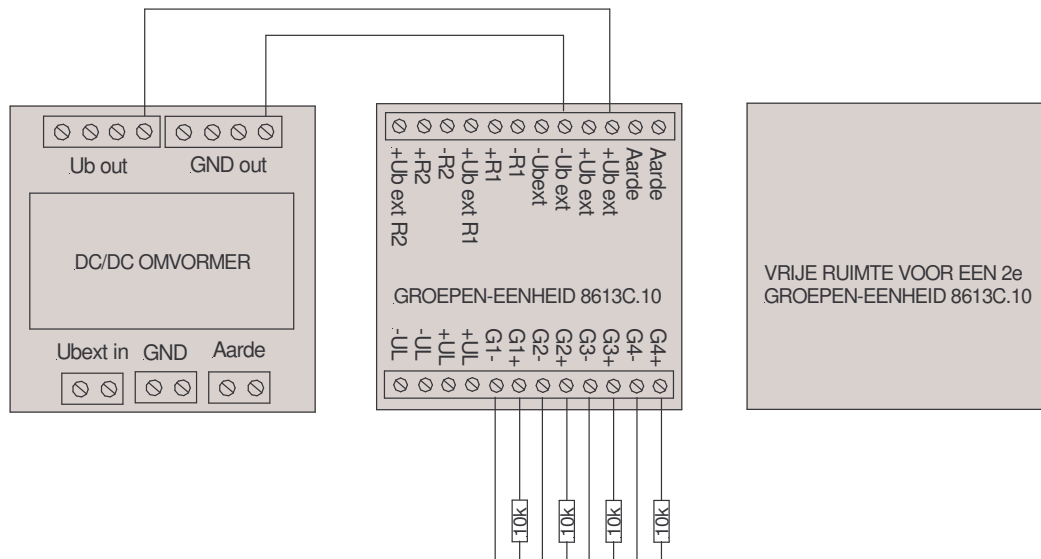 Ub out
GND out
DC/DC OMVORMER
Ubext in
GND
Aarde
+Ub ext R2
+R2
-R2
+Ub ext R1
+R1
-R1
-Ubext
-Ub ext
+Ub ext
+Ub ext
Aarde
Aarde
GROEPEN-EENHEID 8613C.10
-UL
-UL
+UL
+UL
G1-
G1+
G2-
G2+
G3-
G3+
G4-
G4+
10k
10k
10k
10k
VRIJE RUIMTE VOOR EEN 2e
GROEPEN-EENHEID 8613C.10